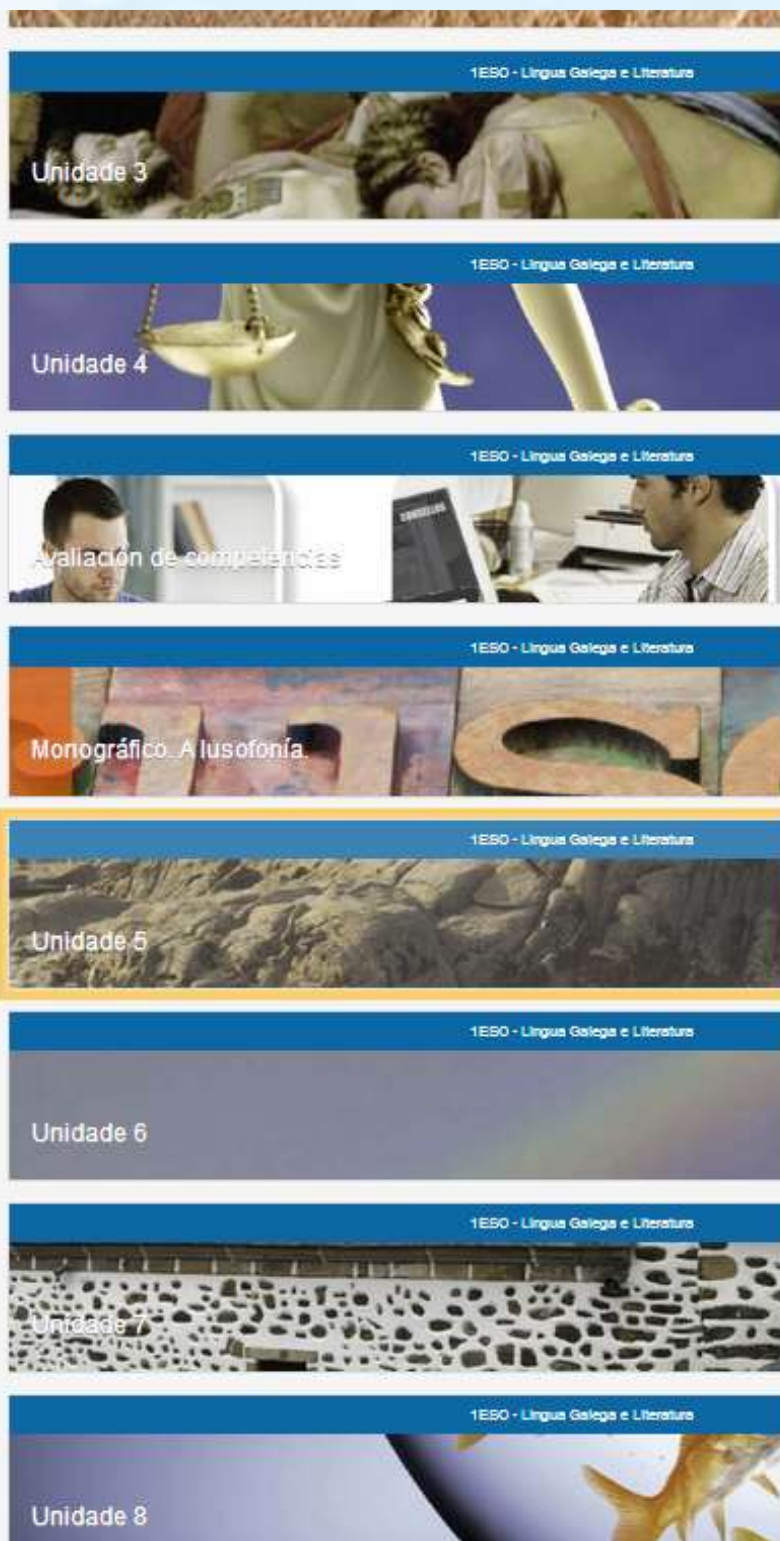 1ESO - Lingua Galega e Literatura
Unidade 3
1ESO - Lingua Galega e Literatura
Unidade 4
1ESO - Lingua Galega e Literatura
CONSELLOS
Avaliación de competencias
1ESO - Lingua Galega e Literatura
Monográfico. A lusofonía.
1ESO - Lingua Galega e Literatura
Unidade 5
1ESO - Lingua Galega e Literatura
Unidade 6
1ESO - Lingua Galega e Literatura
Unidade 7
1ESO - Lingua Galega e Literatura
Unidade 8